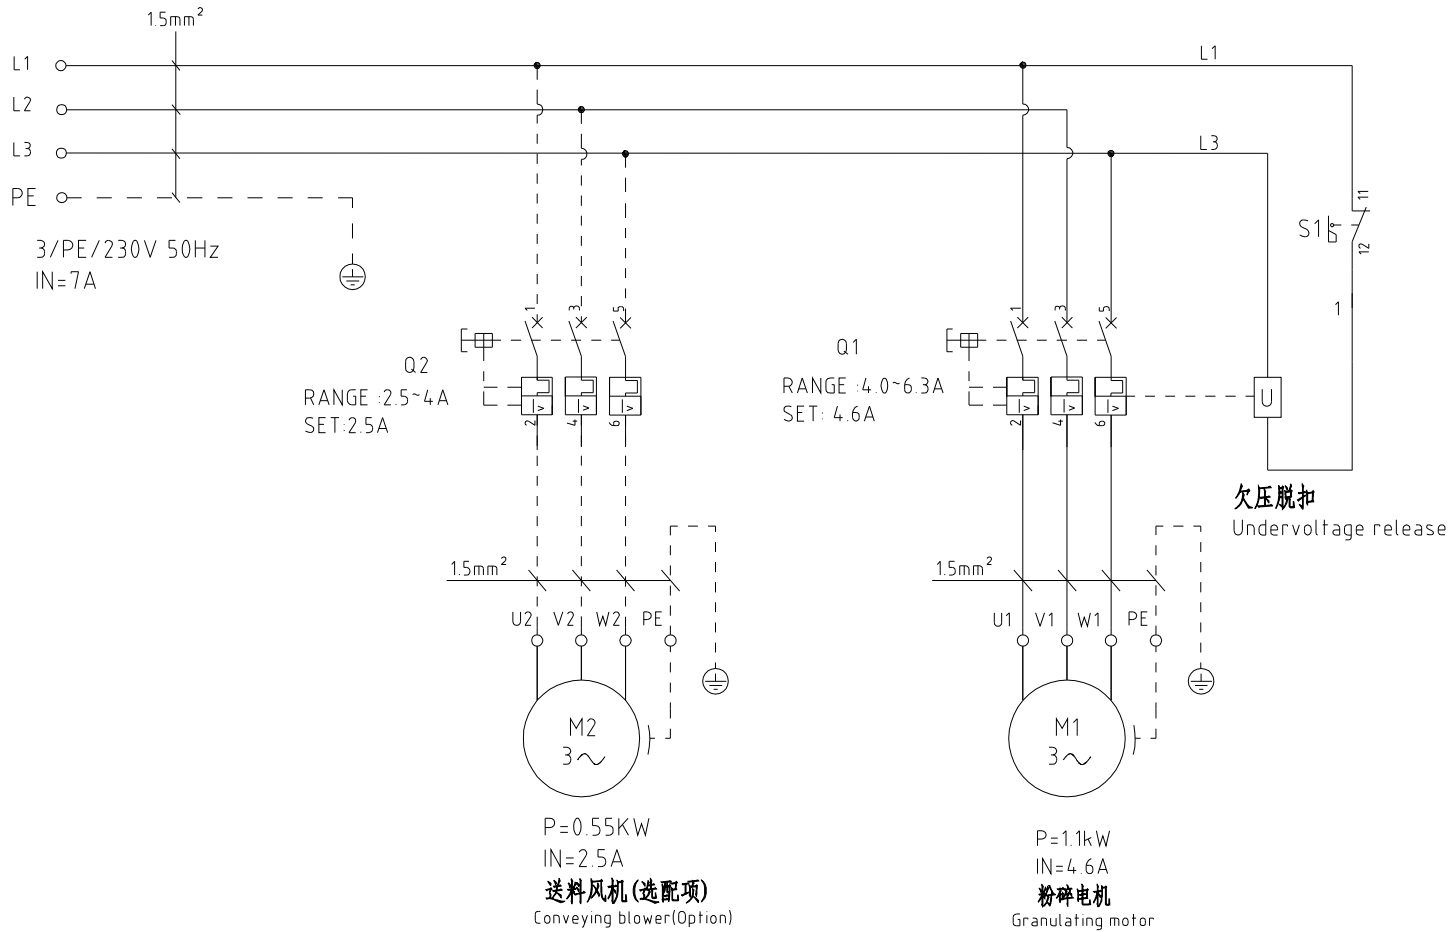 1.5mm²
L1
L1
L2
L3
L3
PE
3/PE/230V 50Hz
IN=7A
11
S1
12
1
1 3 5
1 3 5
Q2
RANGE :2.5~4A
SET:2.5A
I> I> I>
2 4 6
Q1
RANGE :4.0~6.3A
SET: 4.6A
I> I> I>
2 4 6
U
欠压脱扣
Undervoltage release
1.5mm²
U2 V2 W2 PE
1.5mm²
U1 V1 W1 PE
M2
3~
M1
3~
P=0.55KW
IN=2.5A
送料风机(选配项)
Conveying blower(Option)
P=1.1kW
IN=4.6A
粉碎电机
Granulating motor